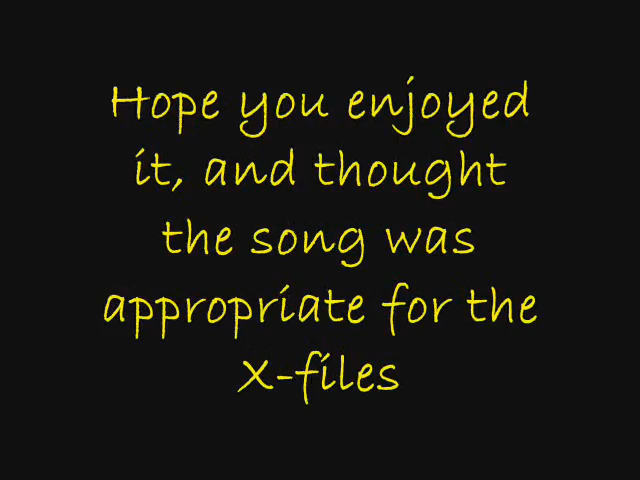 Hope you enjoyed
it, and thought
the song was
appropriate for the
X-files